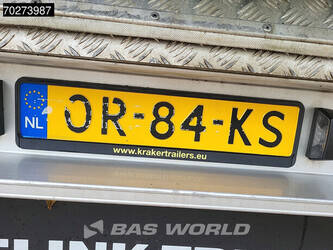 70273987
NL OR-84-KS
www.krakertrailers.eu
BAS WORLD